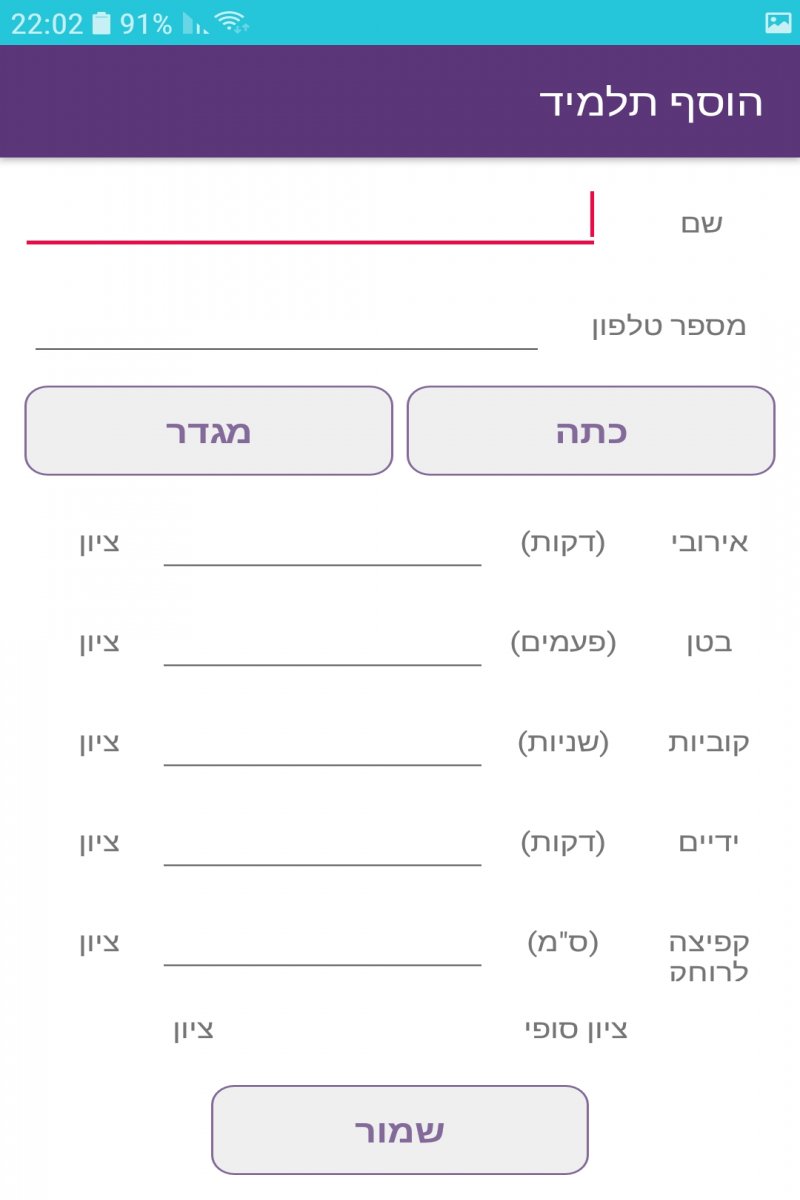 22:02 91%
הוסף תלמיד
שם
מספר טלפון
כתה מגדר
אירובי (דקות) ציון
בטן (פעמים) ציון
קוביות (שניות) ציון
ידיים (דקות) ציון
קפיצה (ס"מ) ציון
לרוחק
ציון סופי ציון
שמור